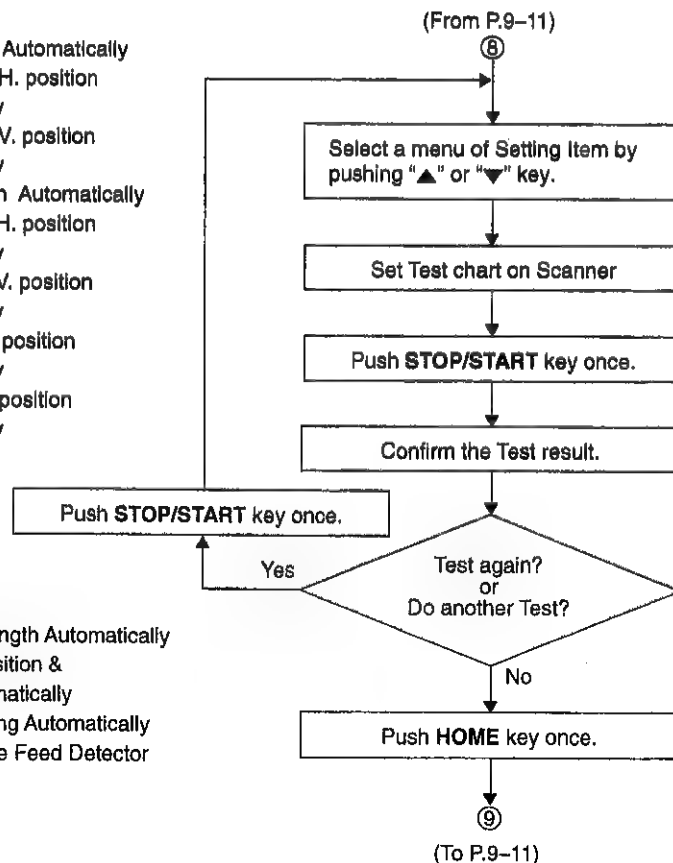 Automatically
H. position
V. position
Automatically
H. position
V. position
position
position
ngth Automatically
sition &
matically
ng Automatically
e Feed Detector
(From P.9–11)
⑧
Select a menu of Setting Item by
pushing "▲" or "▼" key.
Set Test chart on Scanner
Push STOP/START key once.
Confirm the Test result.
Push STOP/START key once.
Yes
Test again?
or
Do another Test?
No
Push HOME key once.
⑨
(To P.9–11)